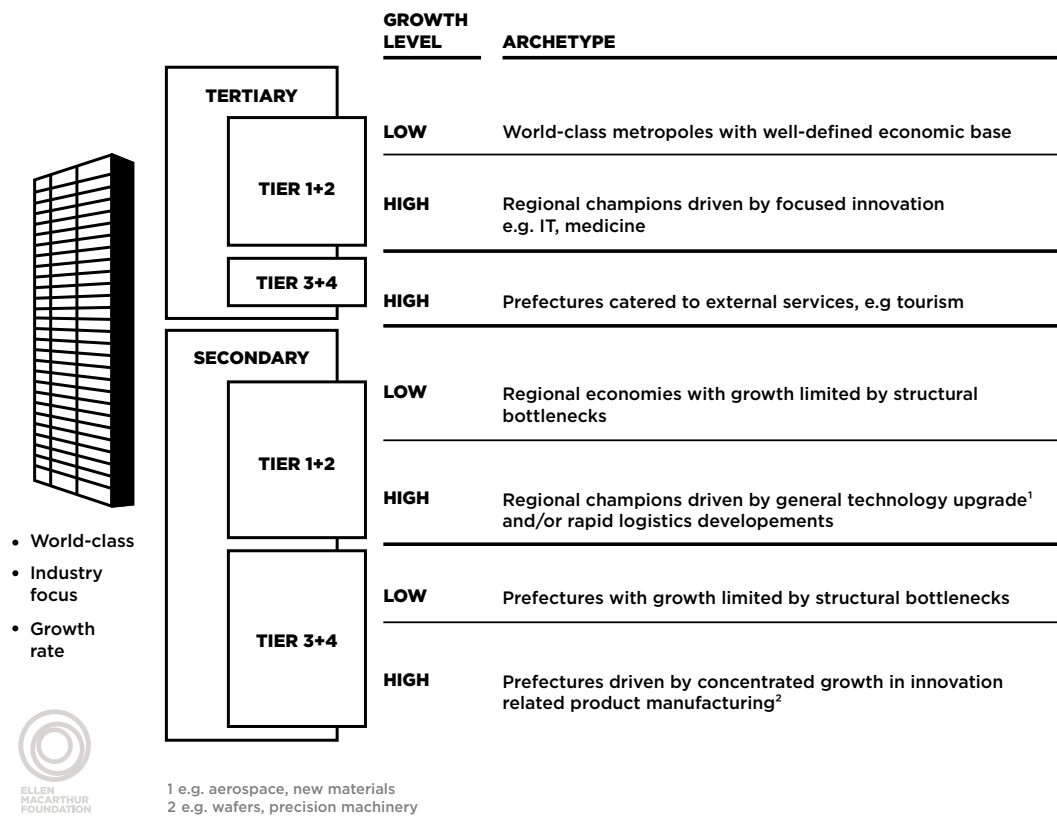 GROWTH
LEVEL
ARCHETYPE
TERTIARY
TIER 1+2
LOW
World-class metropoles with well-defined economic base
HIGH
Regional champions driven by focused innovation
e.g. IT, medicine
TIER 3+4
HIGH
Prefectures catered to external services, e.g tourism
SECONDARY
TIER 1+2
LOW
Regional economies with growth limited by structural
bottlenecks
HIGH
Regional champions driven by general technology upgrade¹
and/or rapid logistics developements
TIER 3+4
LOW
Prefectures with growth limited by structural bottlenecks
HIGH
Prefectures driven by concentrated growth in innovation
related product manufacturing²
• World-class
• Industry
focus
• Growth
rate
ELLEN
MACARTHUR
FOUNDATION
1 e.g. aerospace, new materials
2 e.g. wafers, precision machinery